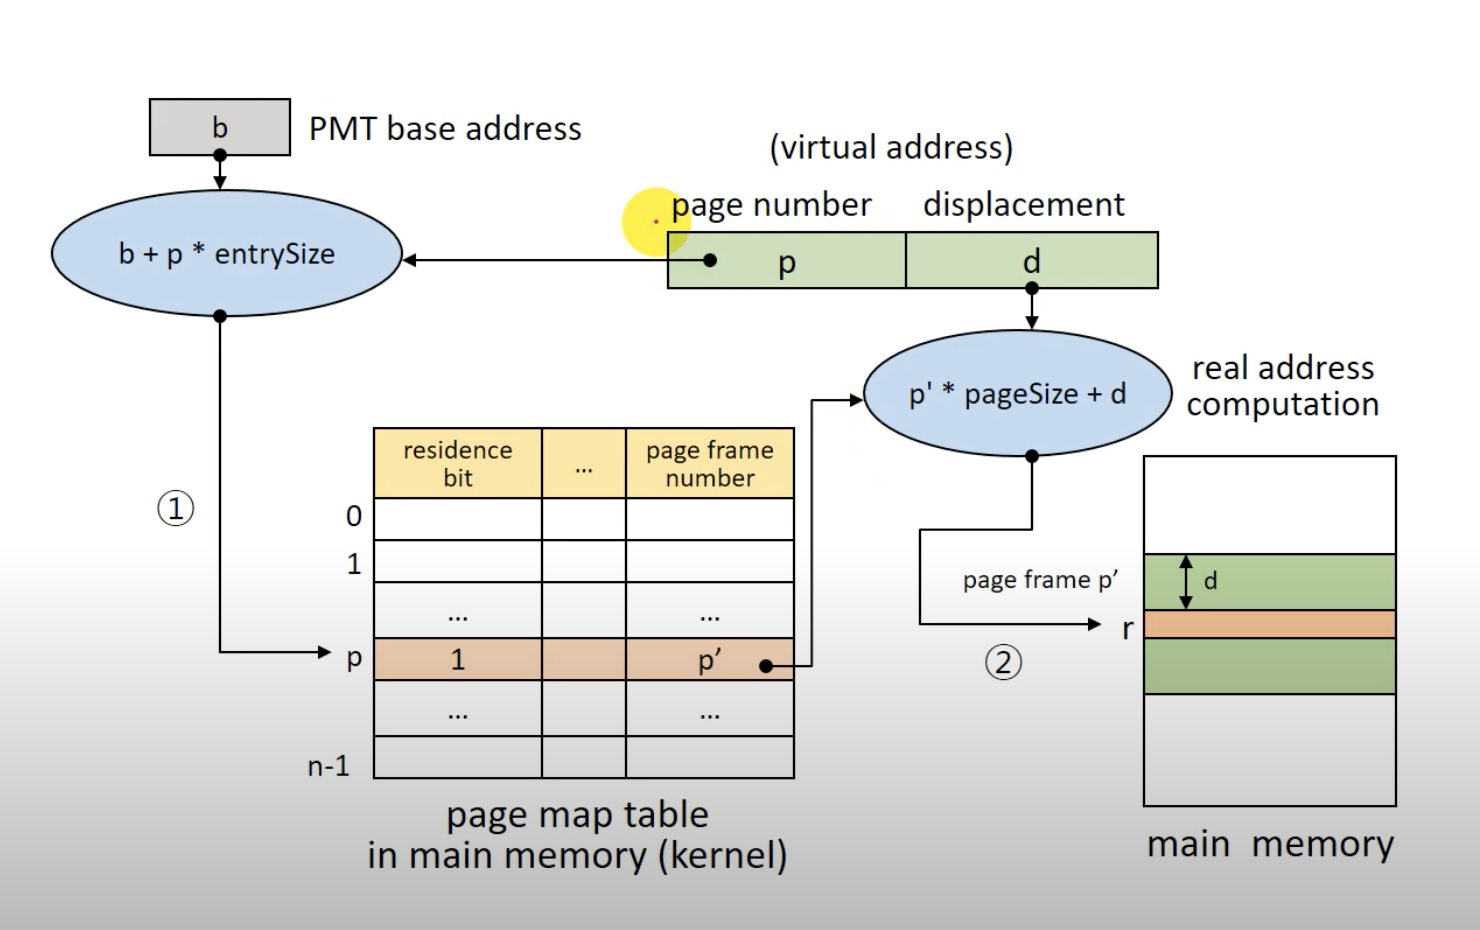 b
PMT base address
(virtual address)
page number
displacement
b + p * entrySize
p
d
p' * pageSize + d
real address
computation
residence
bit
...
page frame
number
①
0
1
...
...
p
1
p’
...
...
n-1
page frame p’
d
r
②
page map table
in main memory (kernel)
main memory